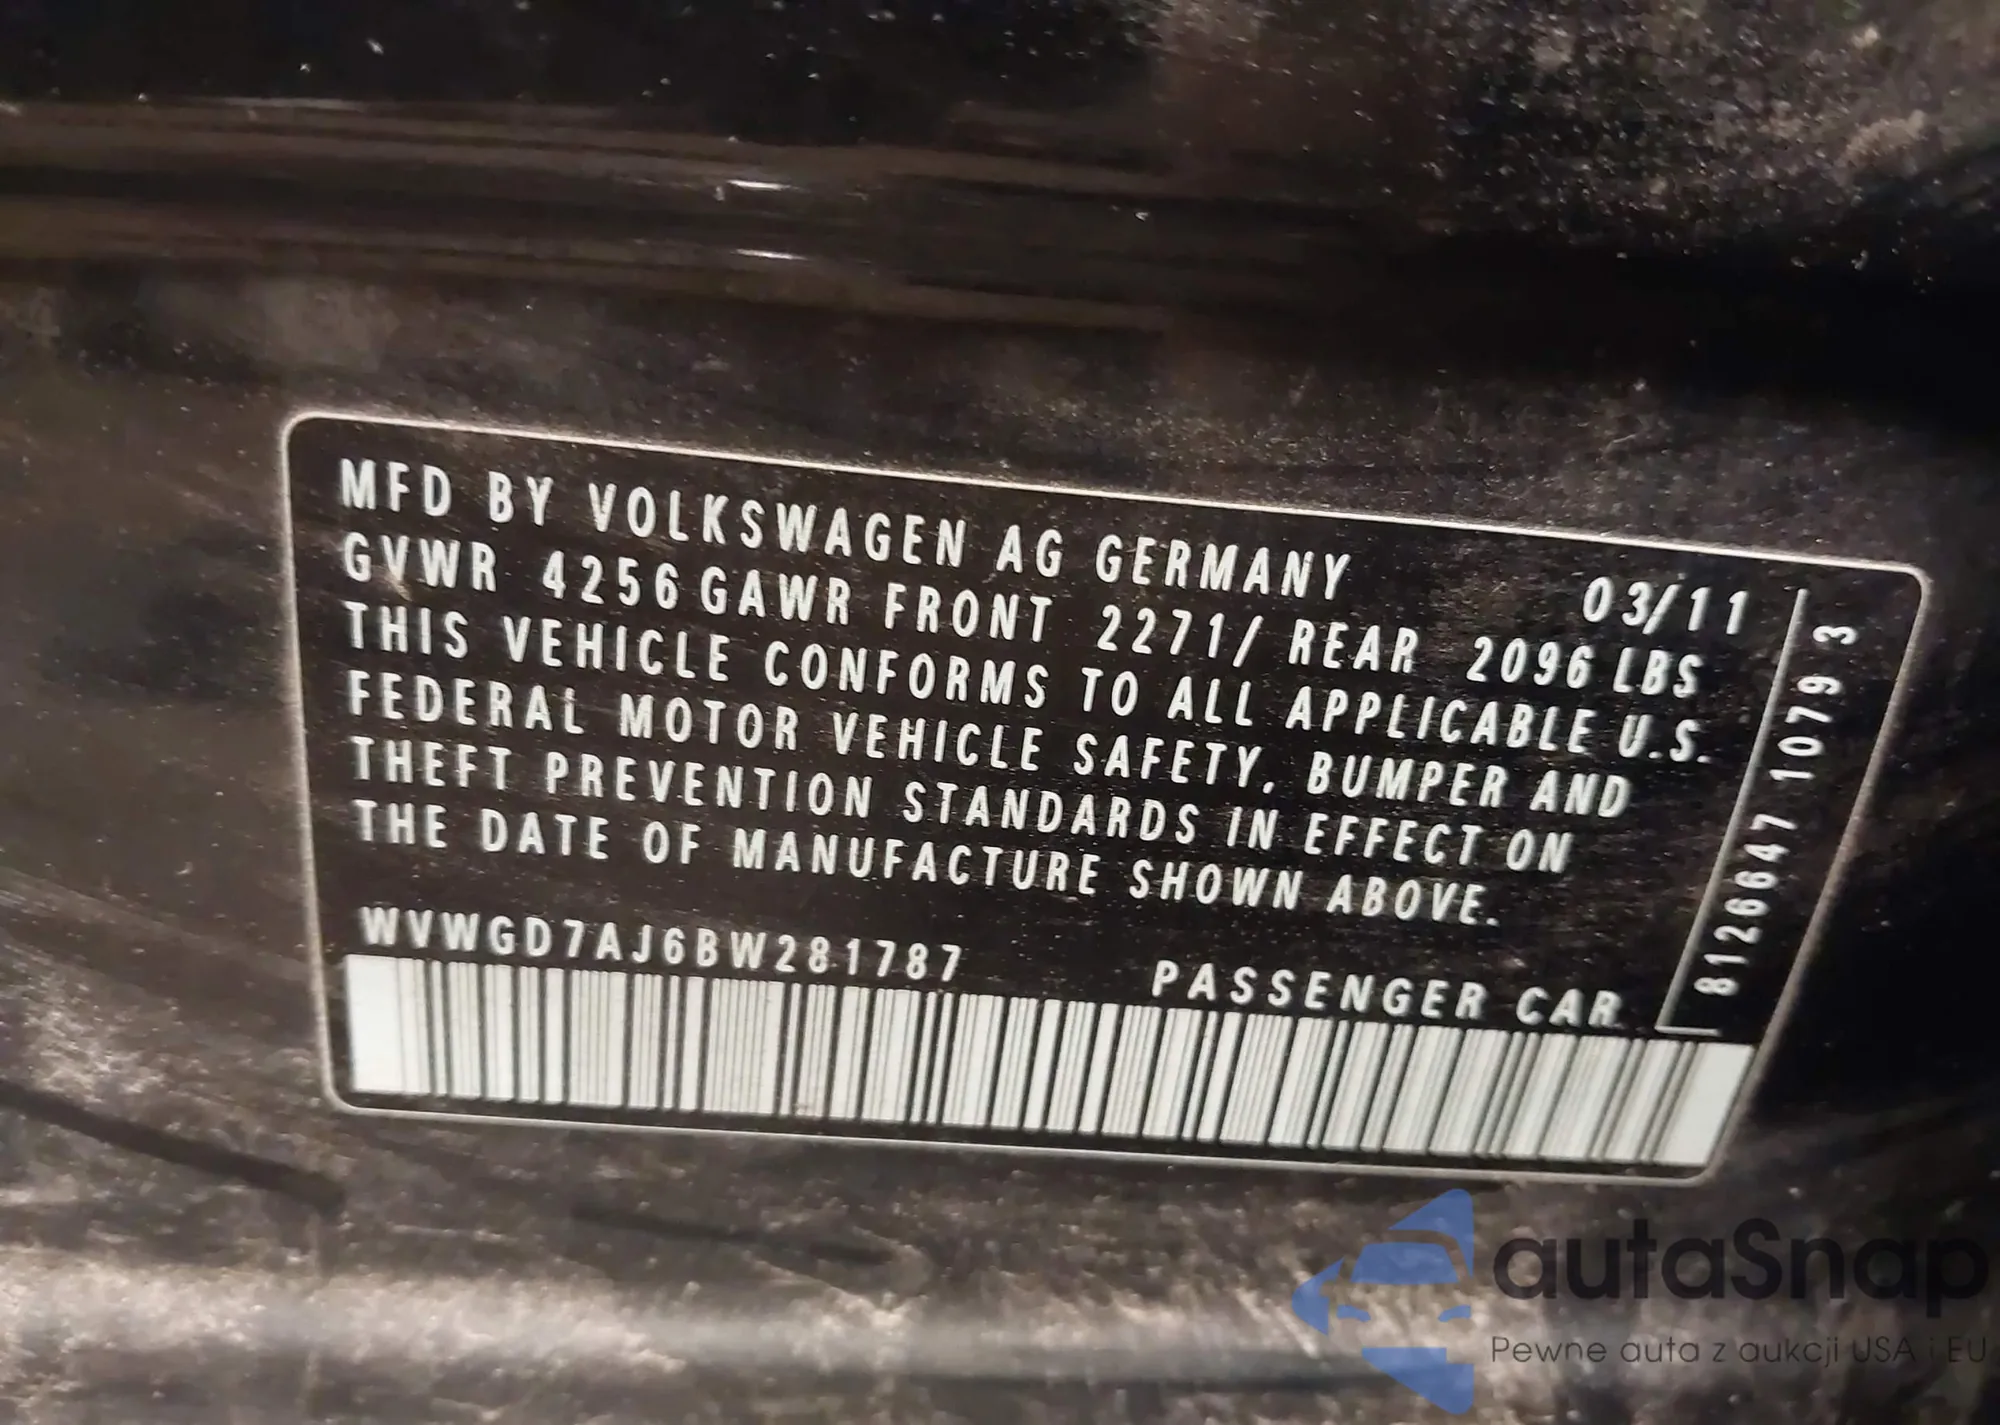 MFD BY VOLKSWAGEN AG GERMANY 03/11
GVWR 4256 GAWR FRONT 2271/ REAR 2096 LBS
THIS VEHICLE CONFORMS TO ALL APPLICABLE U.S.
FEDERAL MOTOR VEHICLE SAFETY, BUMPER AND
THEFT PREVENTION STANDARDS IN EFFECT ON
THE DATE OF MANUFACTURE SHOWN ABOVE.
WVWGD7AJ6BW281787 PASSENGER CAR
8126647 1079 3
autaSnap
Pewne auta z aukcji USA i EU